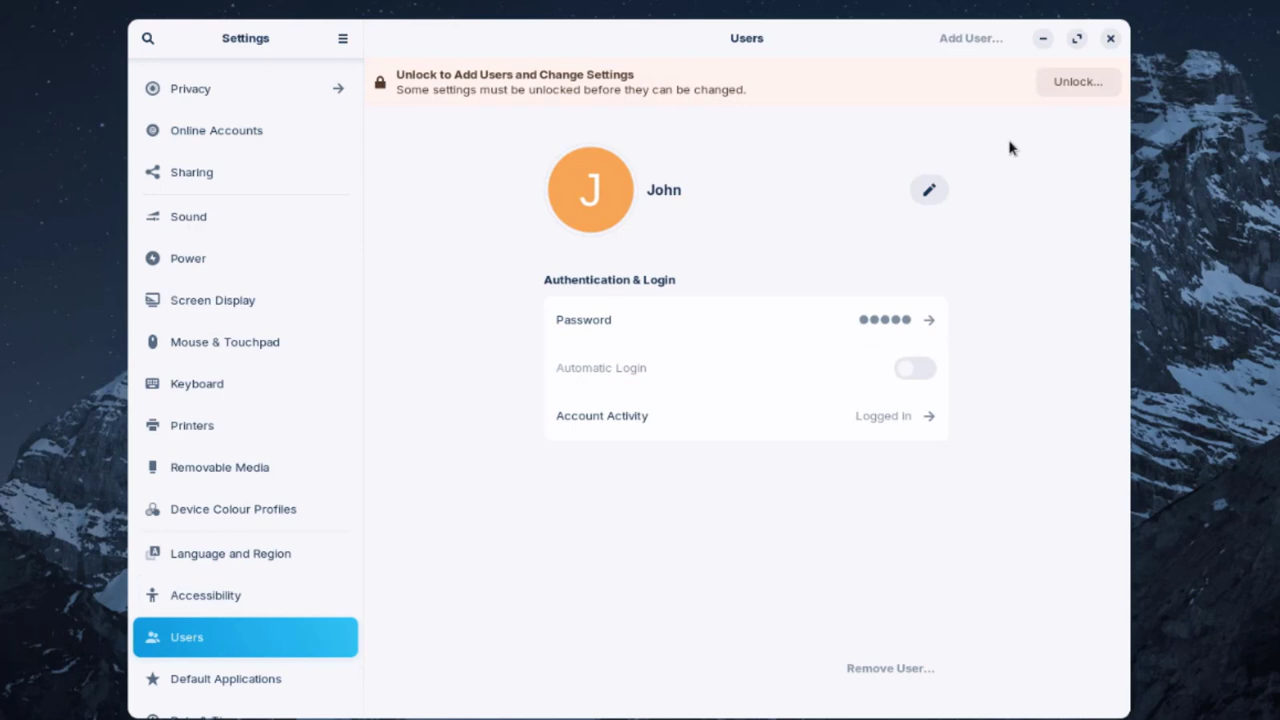 Settings
Privacy
Online Accounts
Sharing
Sound
Power
Screen Display
Mouse & Touchpad
Keyboard
Printers
Removable Media
Device Colour Profiles
Language and Region
Accessibility
Users
Default Applications
Users
Add User...
Unlock to Add Users and Change Settings
Some settings must be unlocked before they can be changed.
Unlock...
J
John
Authentication & Login
Password
Automatic Login
Account Activity
Logged in
Remove User...